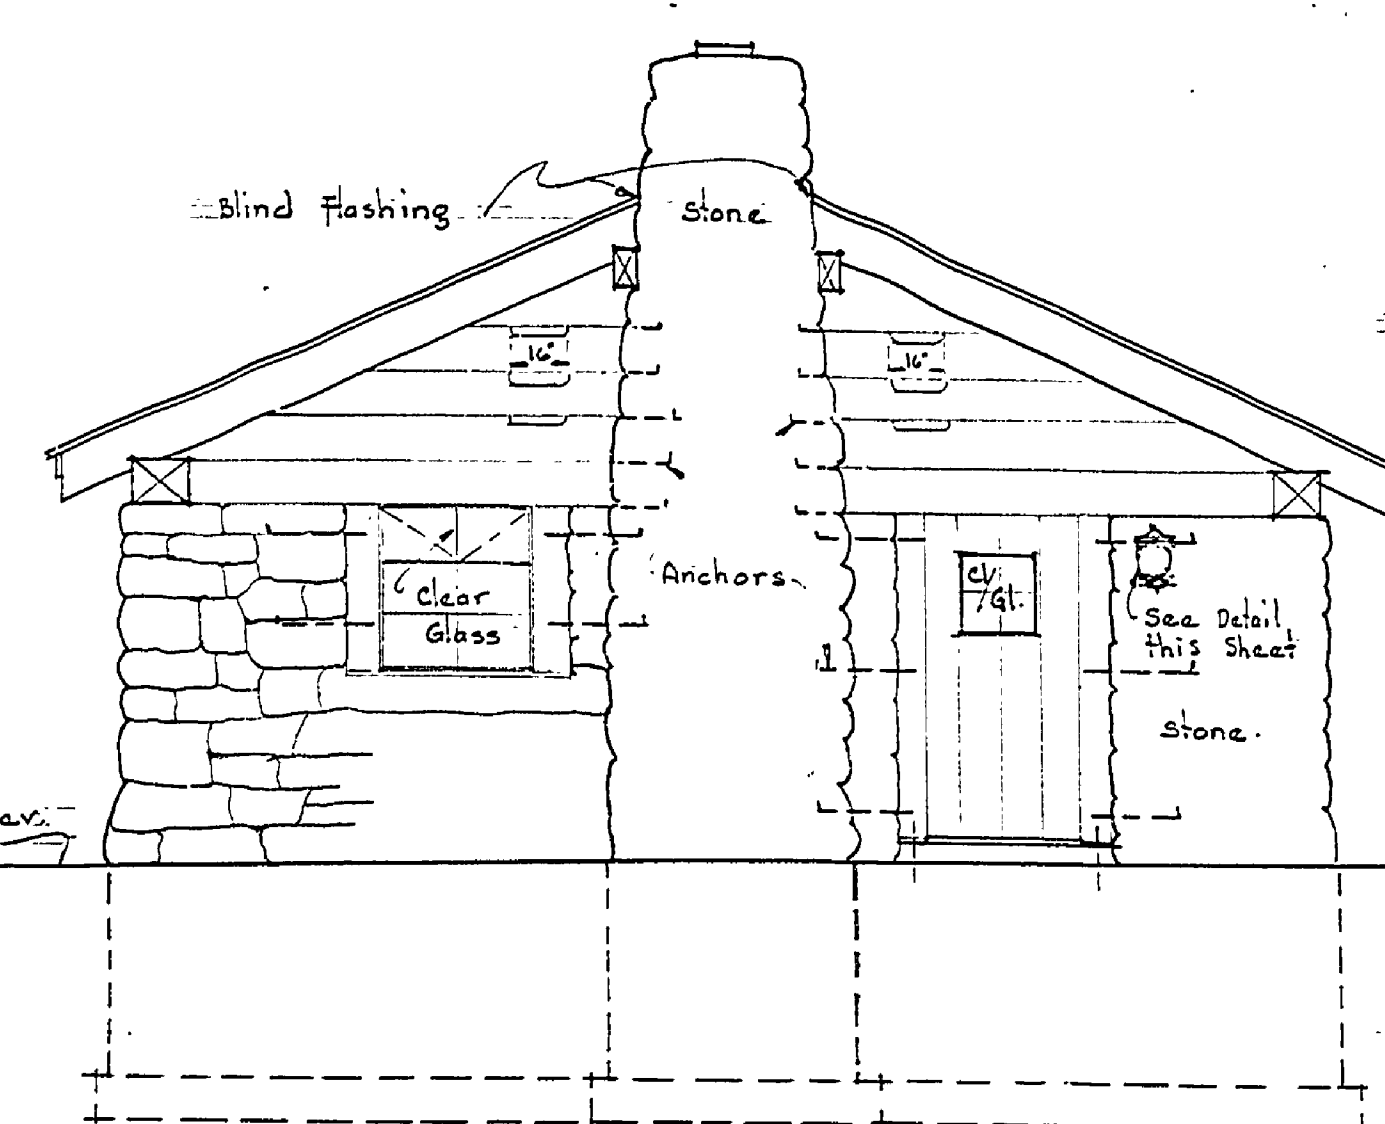 Blind Flashing
Stone
16"
16"
Anchors
Clear
Glass
Cl.
Gl.
See Detail
this Sheet
Stone.